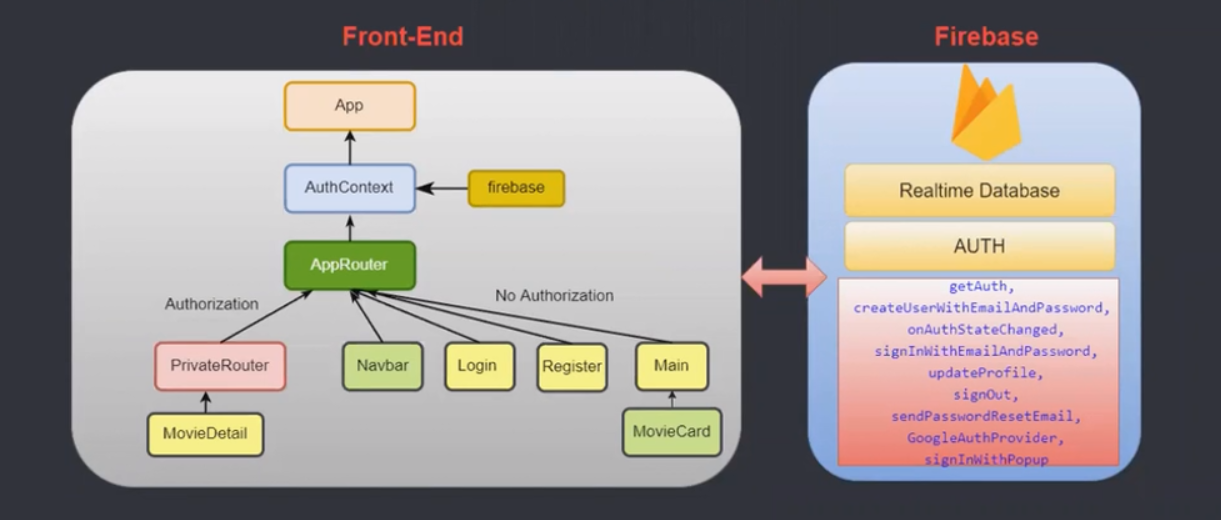 Front-End
App
AuthContext
firebase
AppRouter
Authorization
No Authorization
PrivateRouter
Navbar
Login
Register
Main
MovieDetail
MovieCard
Firebase
Realtime Database
AUTH
getAuth,
createUserWithEmailAndPassword,
onAuthStateChanged,
signInWithEmailAndPassword,
updateProfile,
signOut,
sendPasswordResetEmail,
GoogleAuthProvider,
signInWithPopup